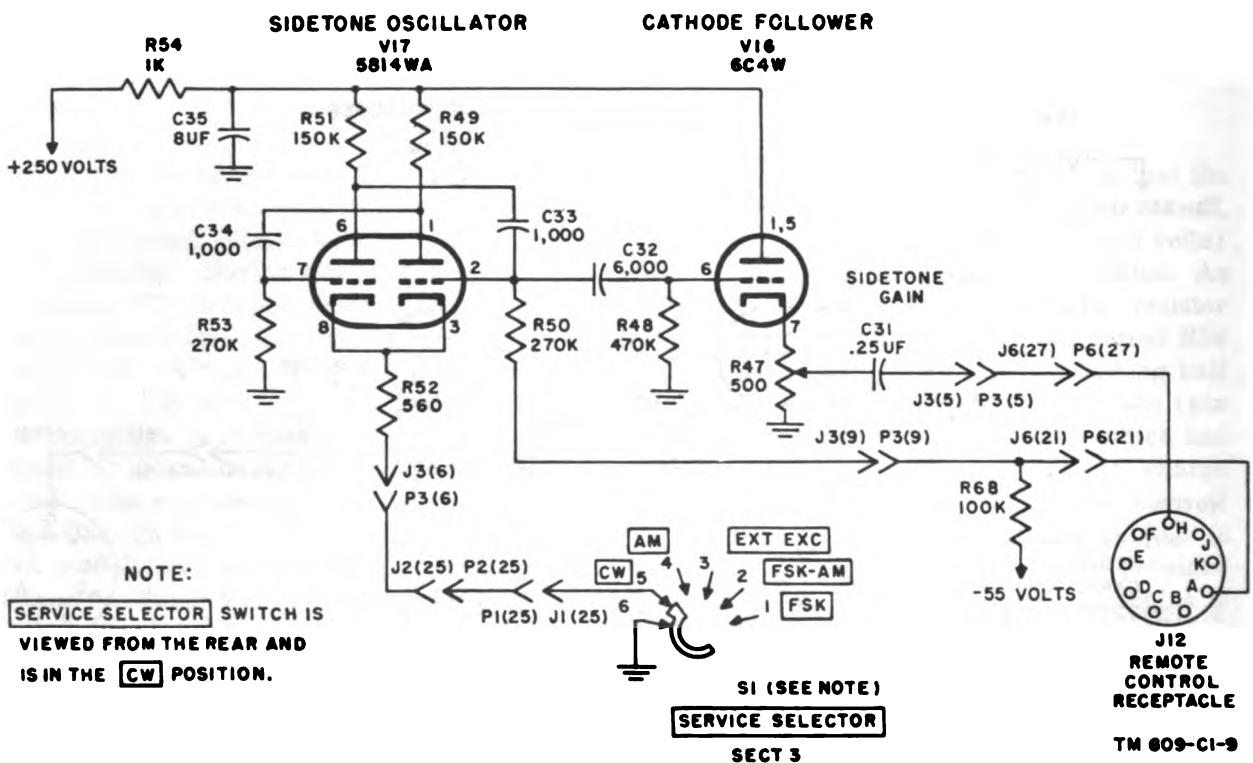 SIDETONE OSCILLATOR
V17
5814WA
CATHODE FOLLOWER
V16
6C4W
R54
1K
C35
8UF
R51
150K
R49
150K
+250 VOLTS
C34
1,000
6
1
C33
1,000
1,5
7
2
C32
6,000
6
SIDETONE
GAIN
8
3
7
R53
270K
R50
270K
R48
470K
R47
500
C31
.25UF
J6(27) P6(27)
J3(5) P3(5)
R52
560
J3(9) P3(9)
J6(21) P6(21)
J3(6)
P3(6)
R68
100K
-55 VOLTS
H
J
K
A
B
C
D
E
F
J12
REMOTE
CONTROL
RECEPTACLE
AM
EXT EXC
CW
FSK-AM
FSK
6
5
4
3
2
1
J2(25) P2(25)
P1(25) J1(25)
NOTE:
SERVICE SELECTOR SWITCH IS
VIEWED FROM THE REAR AND
IS IN THE CW POSITION.
S1 (SEE NOTE)
SERVICE SELECTOR
SECT 3
TM 609-C1-9